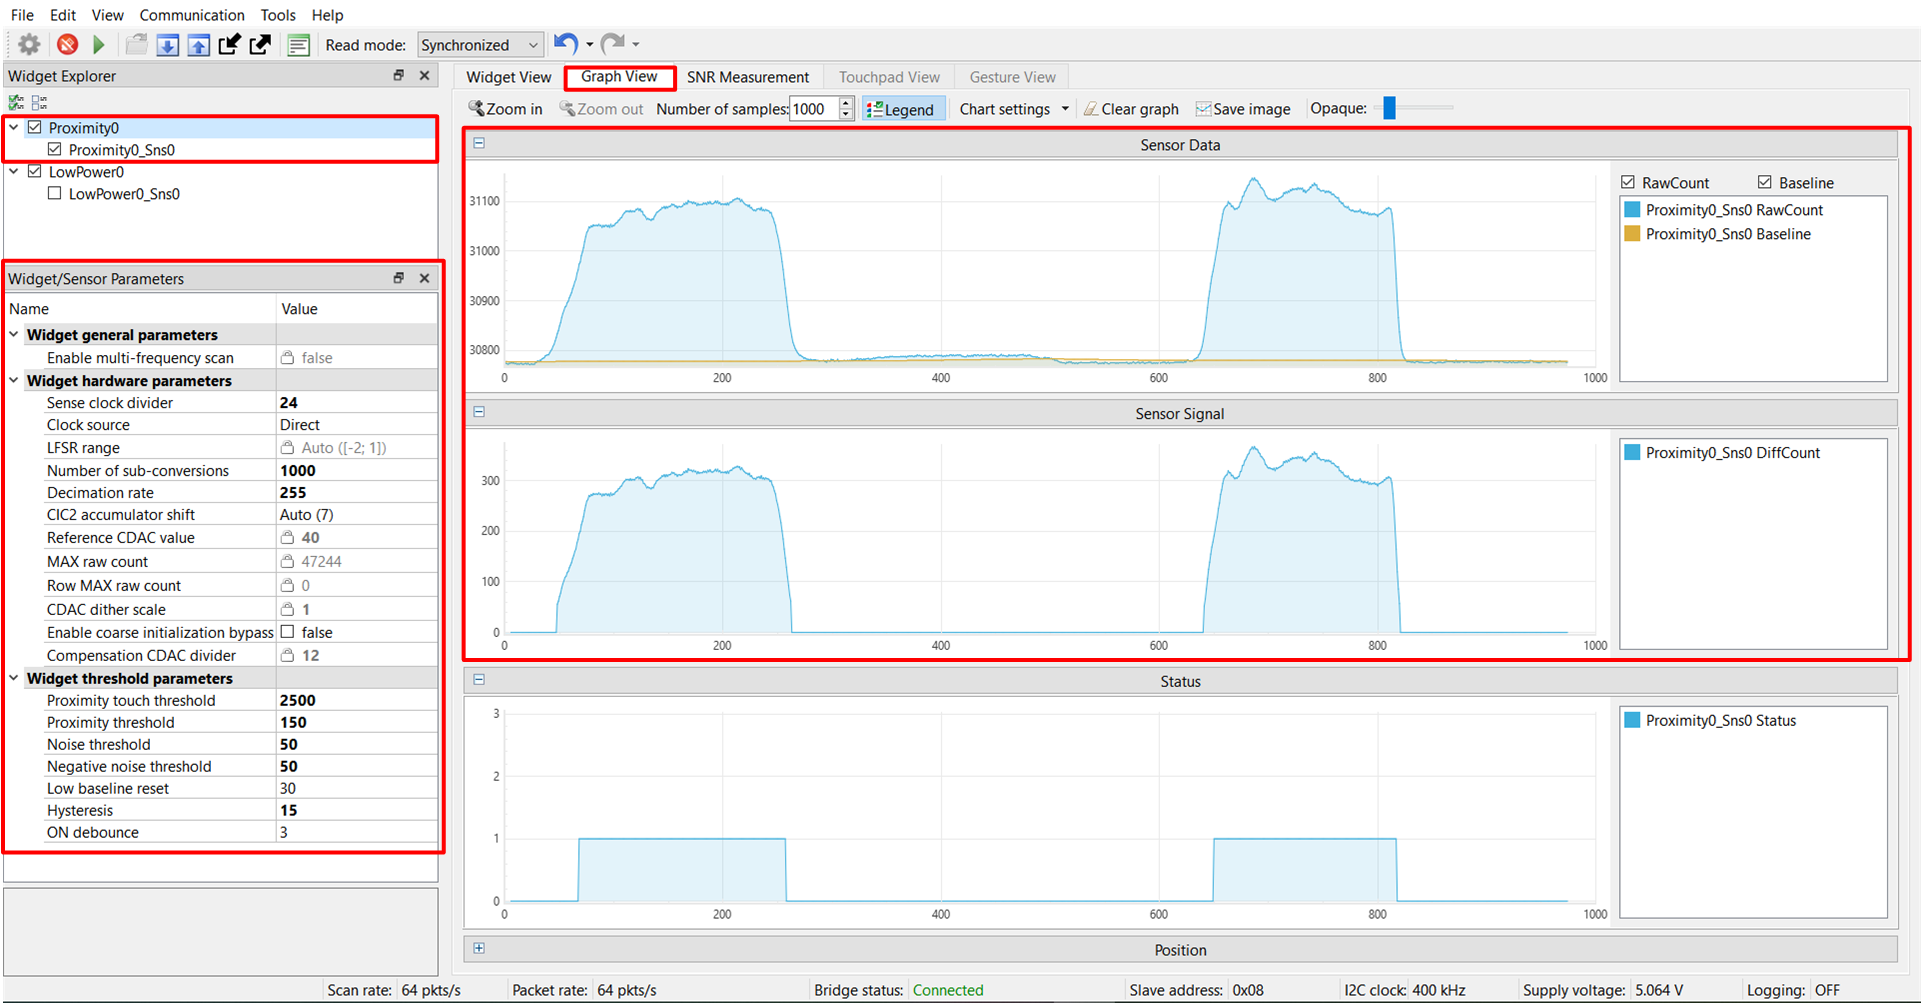 File Edit View Communication Tools Help
Read mode: Synchronized
Widget Explorer
Proximity0
Proximity0_Sns0
LowPower0
LowPower0_Sns0
Widget/Sensor Parameters
Name Value
Widget general parameters
Enable multi-frequency scan false
Widget hardware parameters
Sense clock divider 24
Clock source Direct
LFSR range Auto ([-2; 1])
Number of sub-conversions 1000
Decimation rate 255
CIC2 accumulator shift Auto (7)
Reference CDAC value 40
MAX raw count 47244
Row MAX raw count 0
CDAC dither scale 1
Enable coarse initialization bypass false
Compensation CDAC divider 12
Widget threshold parameters
Proximity touch threshold 2500
Proximity threshold 150
Noise threshold 50
Negative noise threshold 50
Low baseline reset 30
Hysteresis 15
ON debounce 3
Widget View Graph View SNR Measurement Touchpad View Gesture View
Zoom in Zoom out Number of samples: 1000 Legend Chart settings Clear graph Save image Opaque:
Sensor Data
31100
31000
30900
30800
0 200 400 600 800 1000
RawCount Baseline
Proximity0_Sns0 RawCount
Proximity0_Sns0 Baseline
Sensor Signal
300
200
100
0
0 200 400 600 800 1000
Proximity0_Sns0 DiffCount
Status
3
2
1
0
0 200 400 600 800 1000
Proximity0_Sns0 Status
Position
Scan rate: 64 pkts/s Packet rate: 64 pkts/s Bridge status: Connected Slave address: 0x08 I2C clock: 400 kHz Supply voltage: 5.064 V Logging: OFF